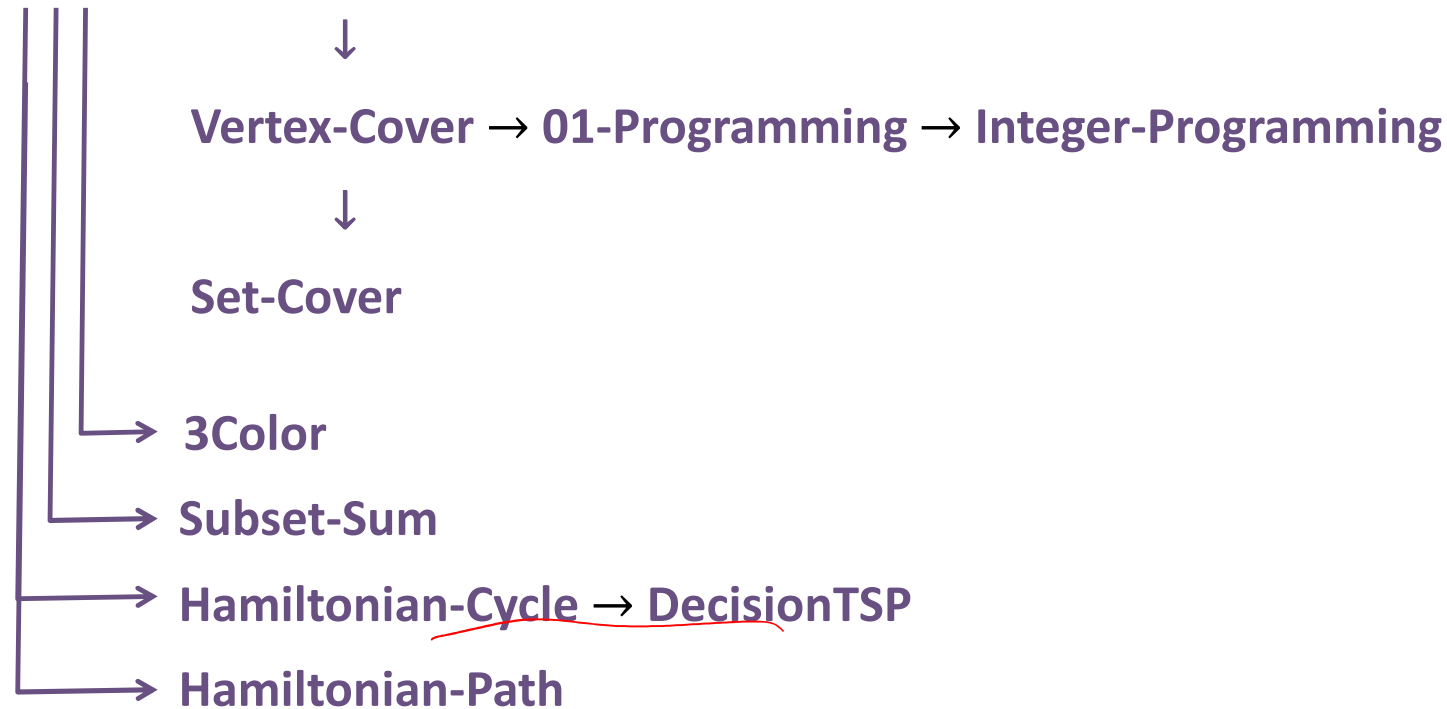 ↓
Vertex-Cover → 01-Programming → Integer-Programming
↓
Set-Cover
3Color
Subset-Sum
Hamiltonian-Cycle → DecisionTSP
Hamiltonian-Path